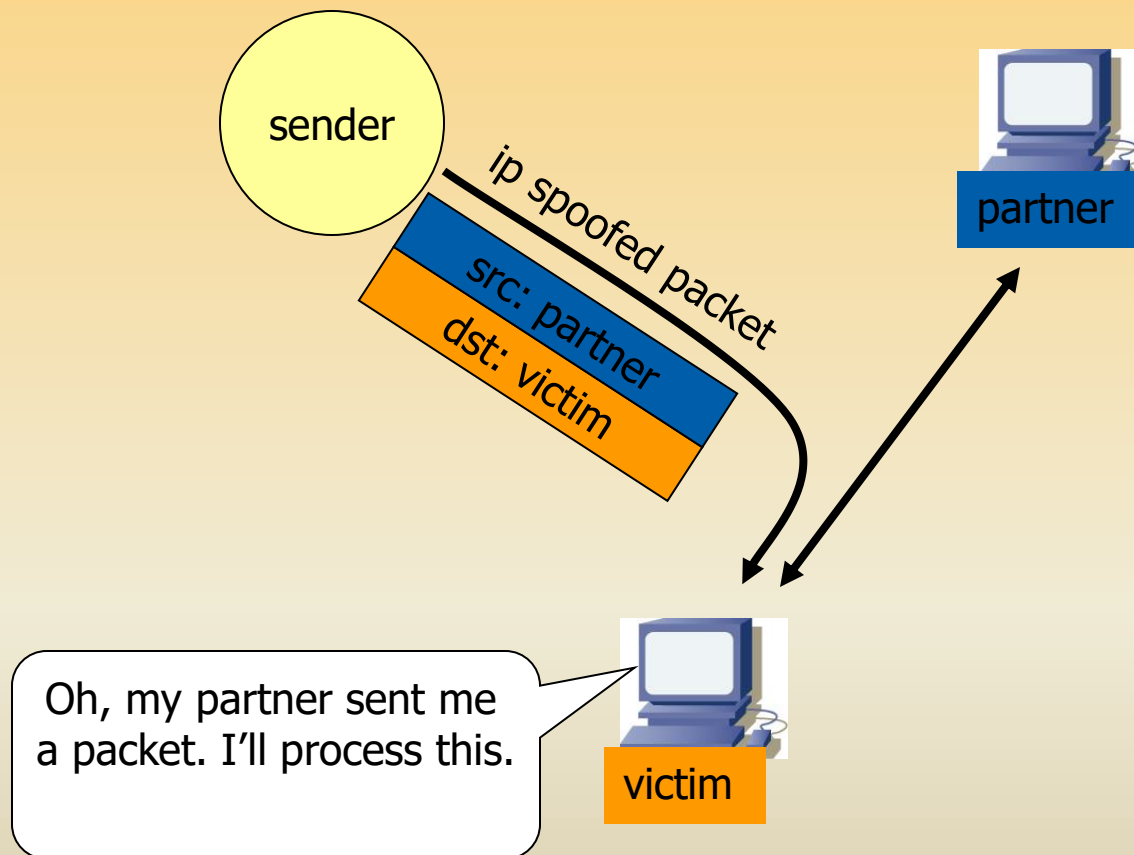 sender
ip spoofed packet
partner
src: partner
dst: victim
Oh, my partner sent me
a packet. I’ll process this.
victim